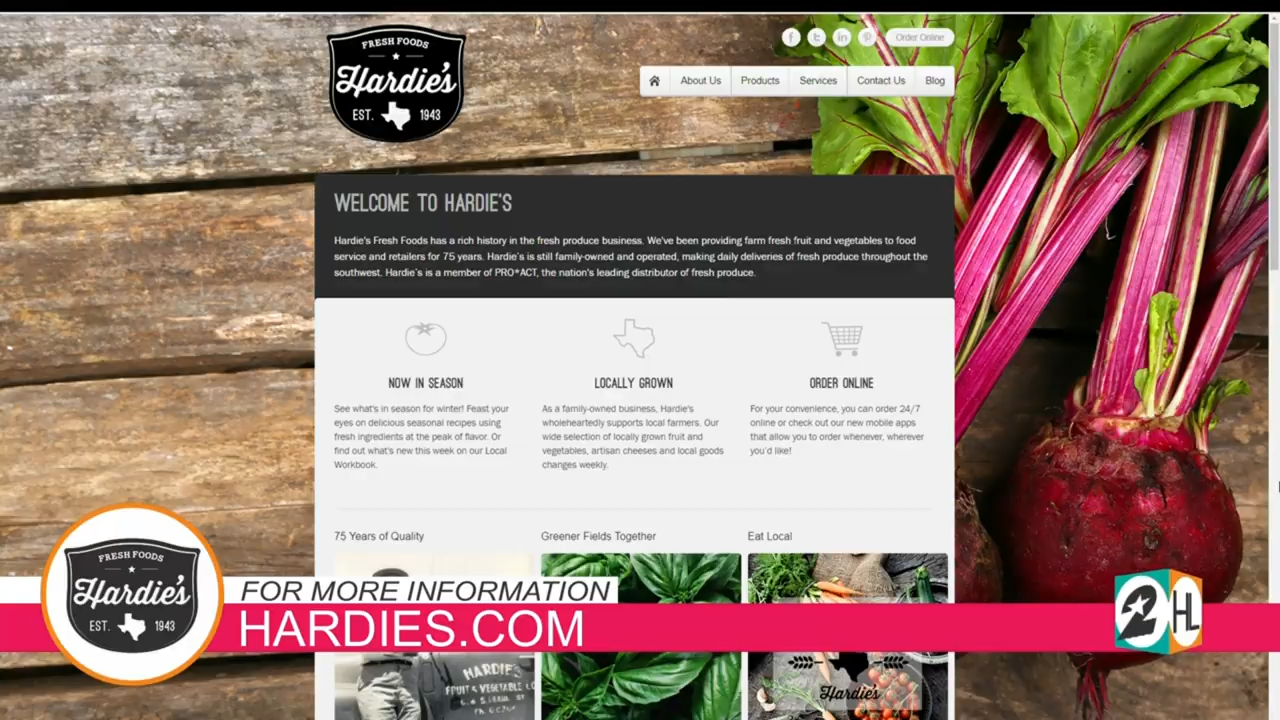 FRESH FOODS
Hardie's
EST. 1943
Order Online
About Us
Products
Services
Contact Us
Blog
WELCOME TO HARDIE'S
Hardie's Fresh Foods has a rich history in the fresh produce business. We've been providing farm fresh fruit and vegetables to food
service and retailers for 75 years. Hardie's is still family-owned and operated, making daily deliveries of fresh produce throughout the
southwest. Hardie's is a member of PRO*ACT, the nation's leading distributor of fresh produce.
NOW IN SEASON
See what's in season for winter! Feast your
eyes on delicious seasonal recipes using
fresh ingredients at the peak of flavor. Or
find out what's new this week on our Local
Workbook.
LOCALLY GROWN
As a family-owned business, Hardie's
wholeheartedly supports local farmers. Our
wide selection of locally grown fruit and
vegetables, artisan cheeses and local goods
changes weekly.
ORDER ONLINE
For your convenience, you can order 24/7
online or check out our new mobile apps
that allow you to order whenever, wherever
you'd like!
75 Years of Quality
Greener Fields Together
Eat Local
HARDIE'S
FRUIT & VEGETABLE
Hardie's
FRESH FOODS
Hardie's
EST. 1943
FOR MORE INFORMATION
HARDIES.COM
2 HL